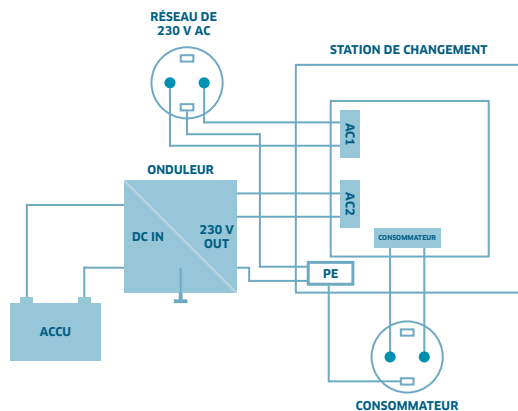 RÉSEAU DE
230 V AC
STATION DE CHANGEMENT
AC1
ONDULEUR
AC2
DC IN
230 V
OUT
CONSOMMATEUR
PE
ACCU
CONSOMMATEUR